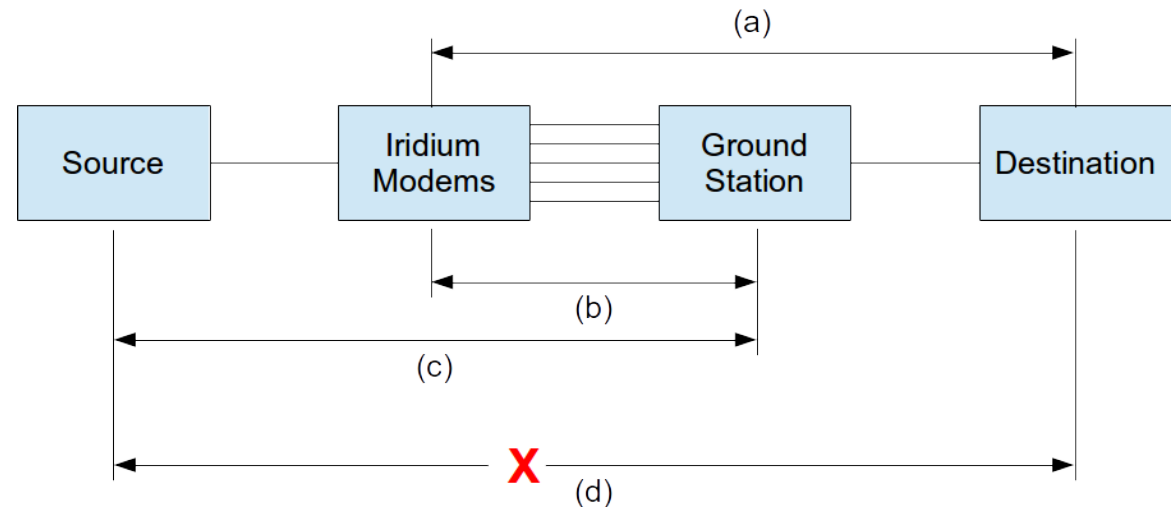 (a)
Source
Iridium
Modems
Ground
Station
Destination
(b)
(c)
X
(d)